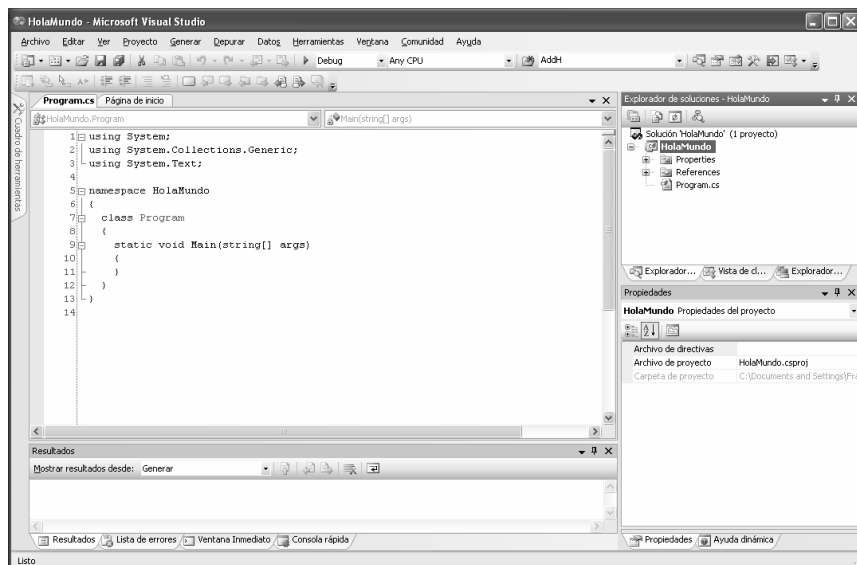 HolaMundo - Microsoft Visual Studio
Archivo Editar Ver Proyecto Generar Depurar Datos Herramientas Ventana Comunidad Ayuda
Debug Any CPU AddH
Cuadro de herramientas
Program.cs Página de inicio
HolaMundo.Program Main(string[] args)
1 using System;
2 using System.Collections.Generic;
3 using System.Text;
4
5 namespace HolaMundo
6 {
7 class Program
8 {
9 static void Main(string[] args)
10 {
11 }
12 }
13 }
14
Resultados
Mostrar resultados desde: Generar
Resultados Lista de errores Ventana Inmediato Consola rápida
Explorador de soluciones - HolaMundo
Solución 'HolaMundo' (1 proyecto)
HolaMundo
Properties
References
Program.cs
Explorador... Vista de cl... Explorador...
Propiedades
HolaMundo Propiedades del proyecto
Archivo de directivas
Archivo de proyecto HolaMundo.csproj
Carpeta de proyecto C:\Documents and Settings\Fra
Propiedades Ayuda dinámica
Listo